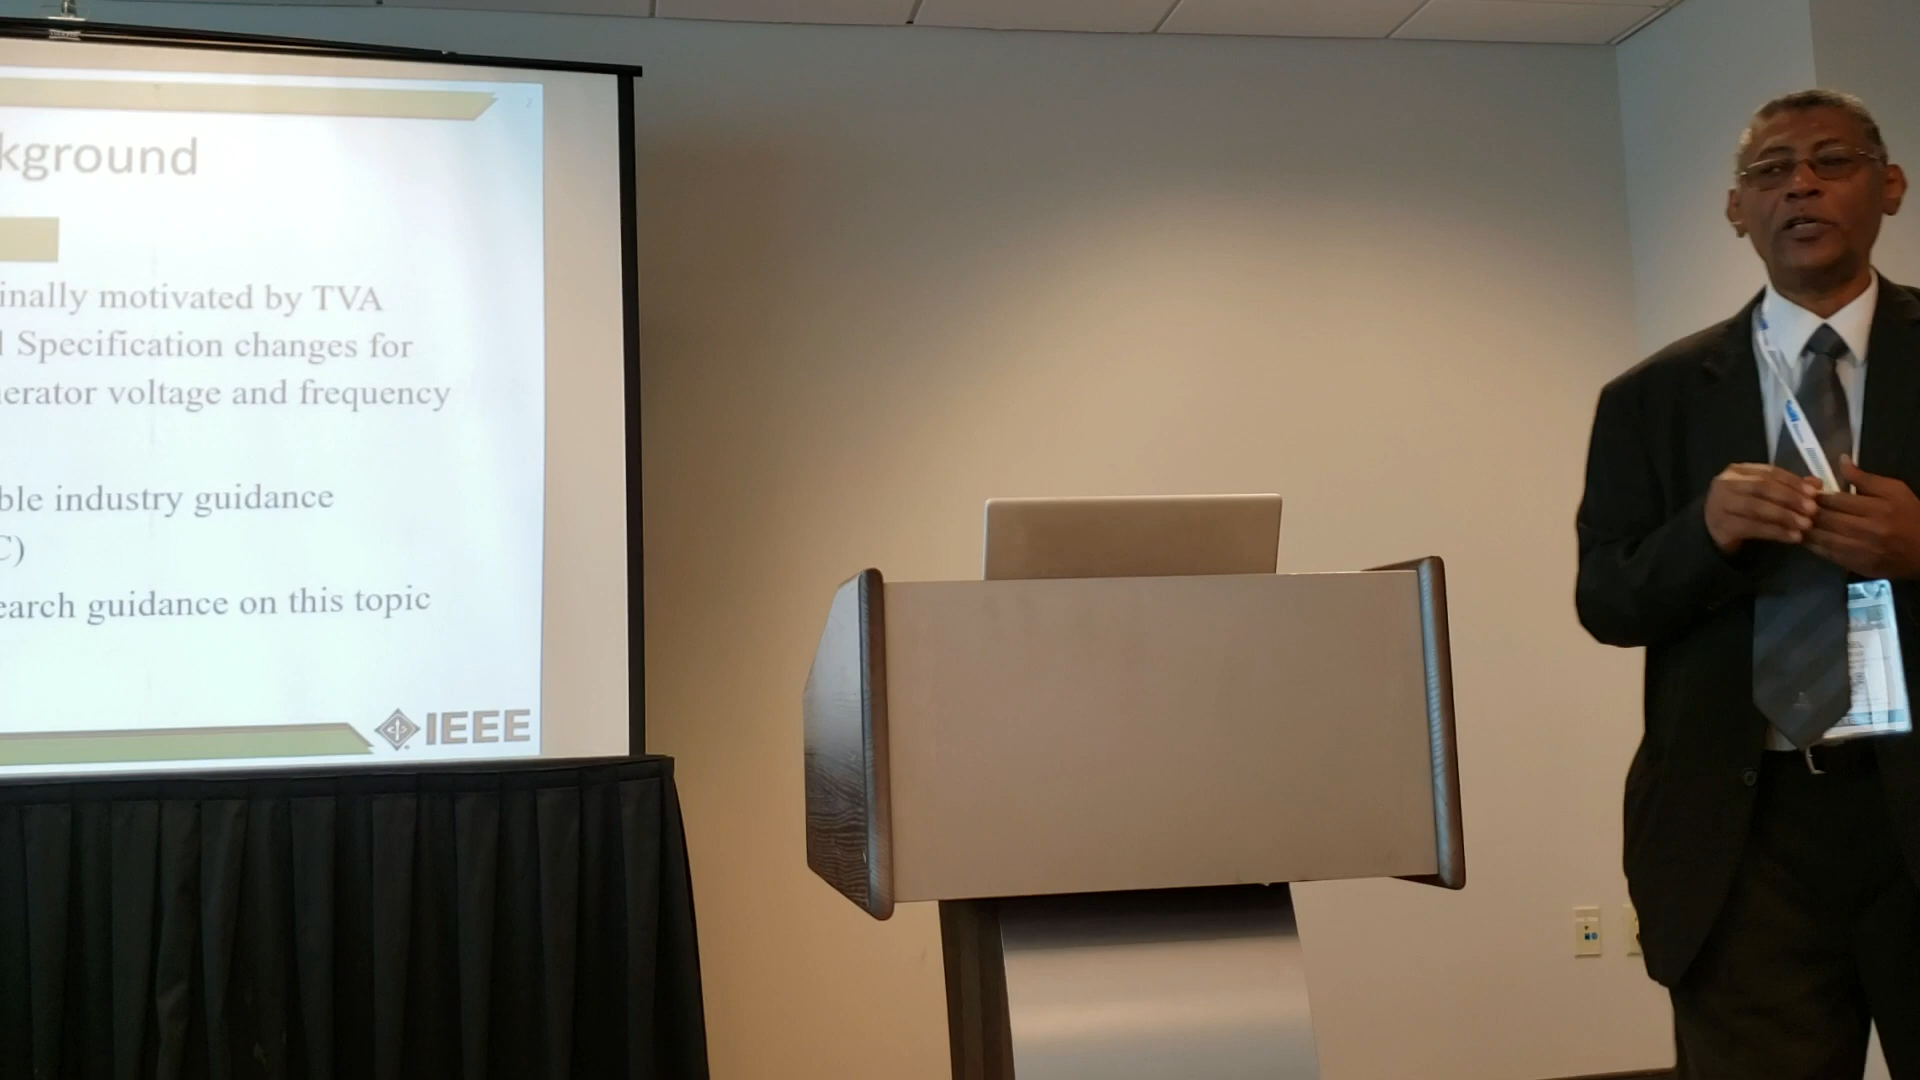 2
kground
inally motivated by TVA
l Specification changes for
nerator voltage and frequency
ble industry guidance
C)
earch guidance on this topic
IEEE